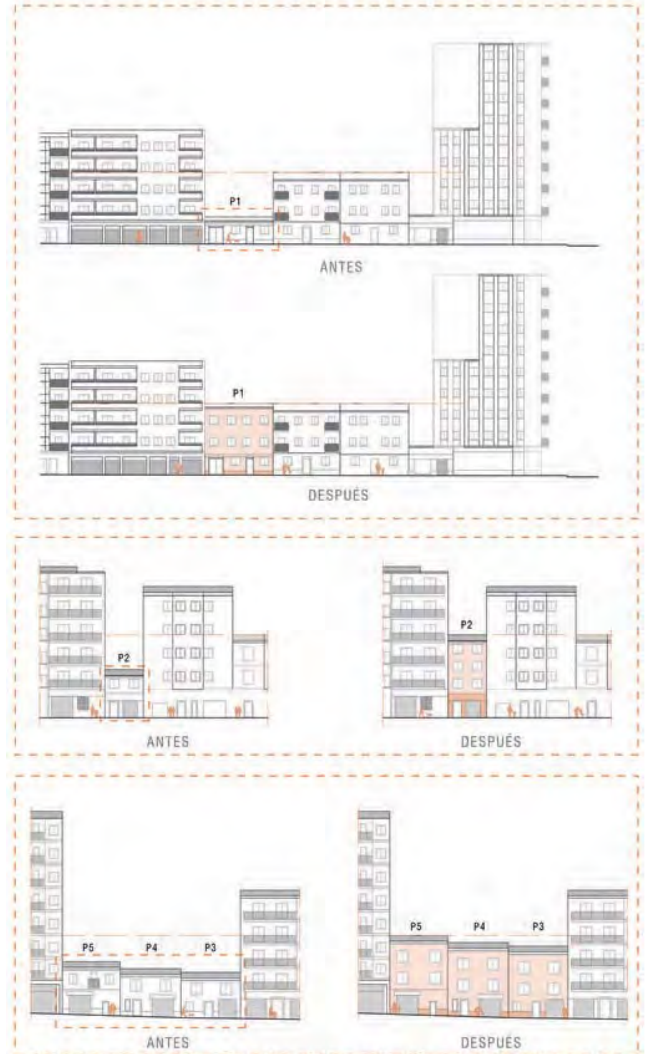 P1
ANTES
P1
DESPUÉS
P2
P2
ANTES
DESPUÉS
P5 P4 P3
P5 P4 P3
ANTES
DESPUÉS